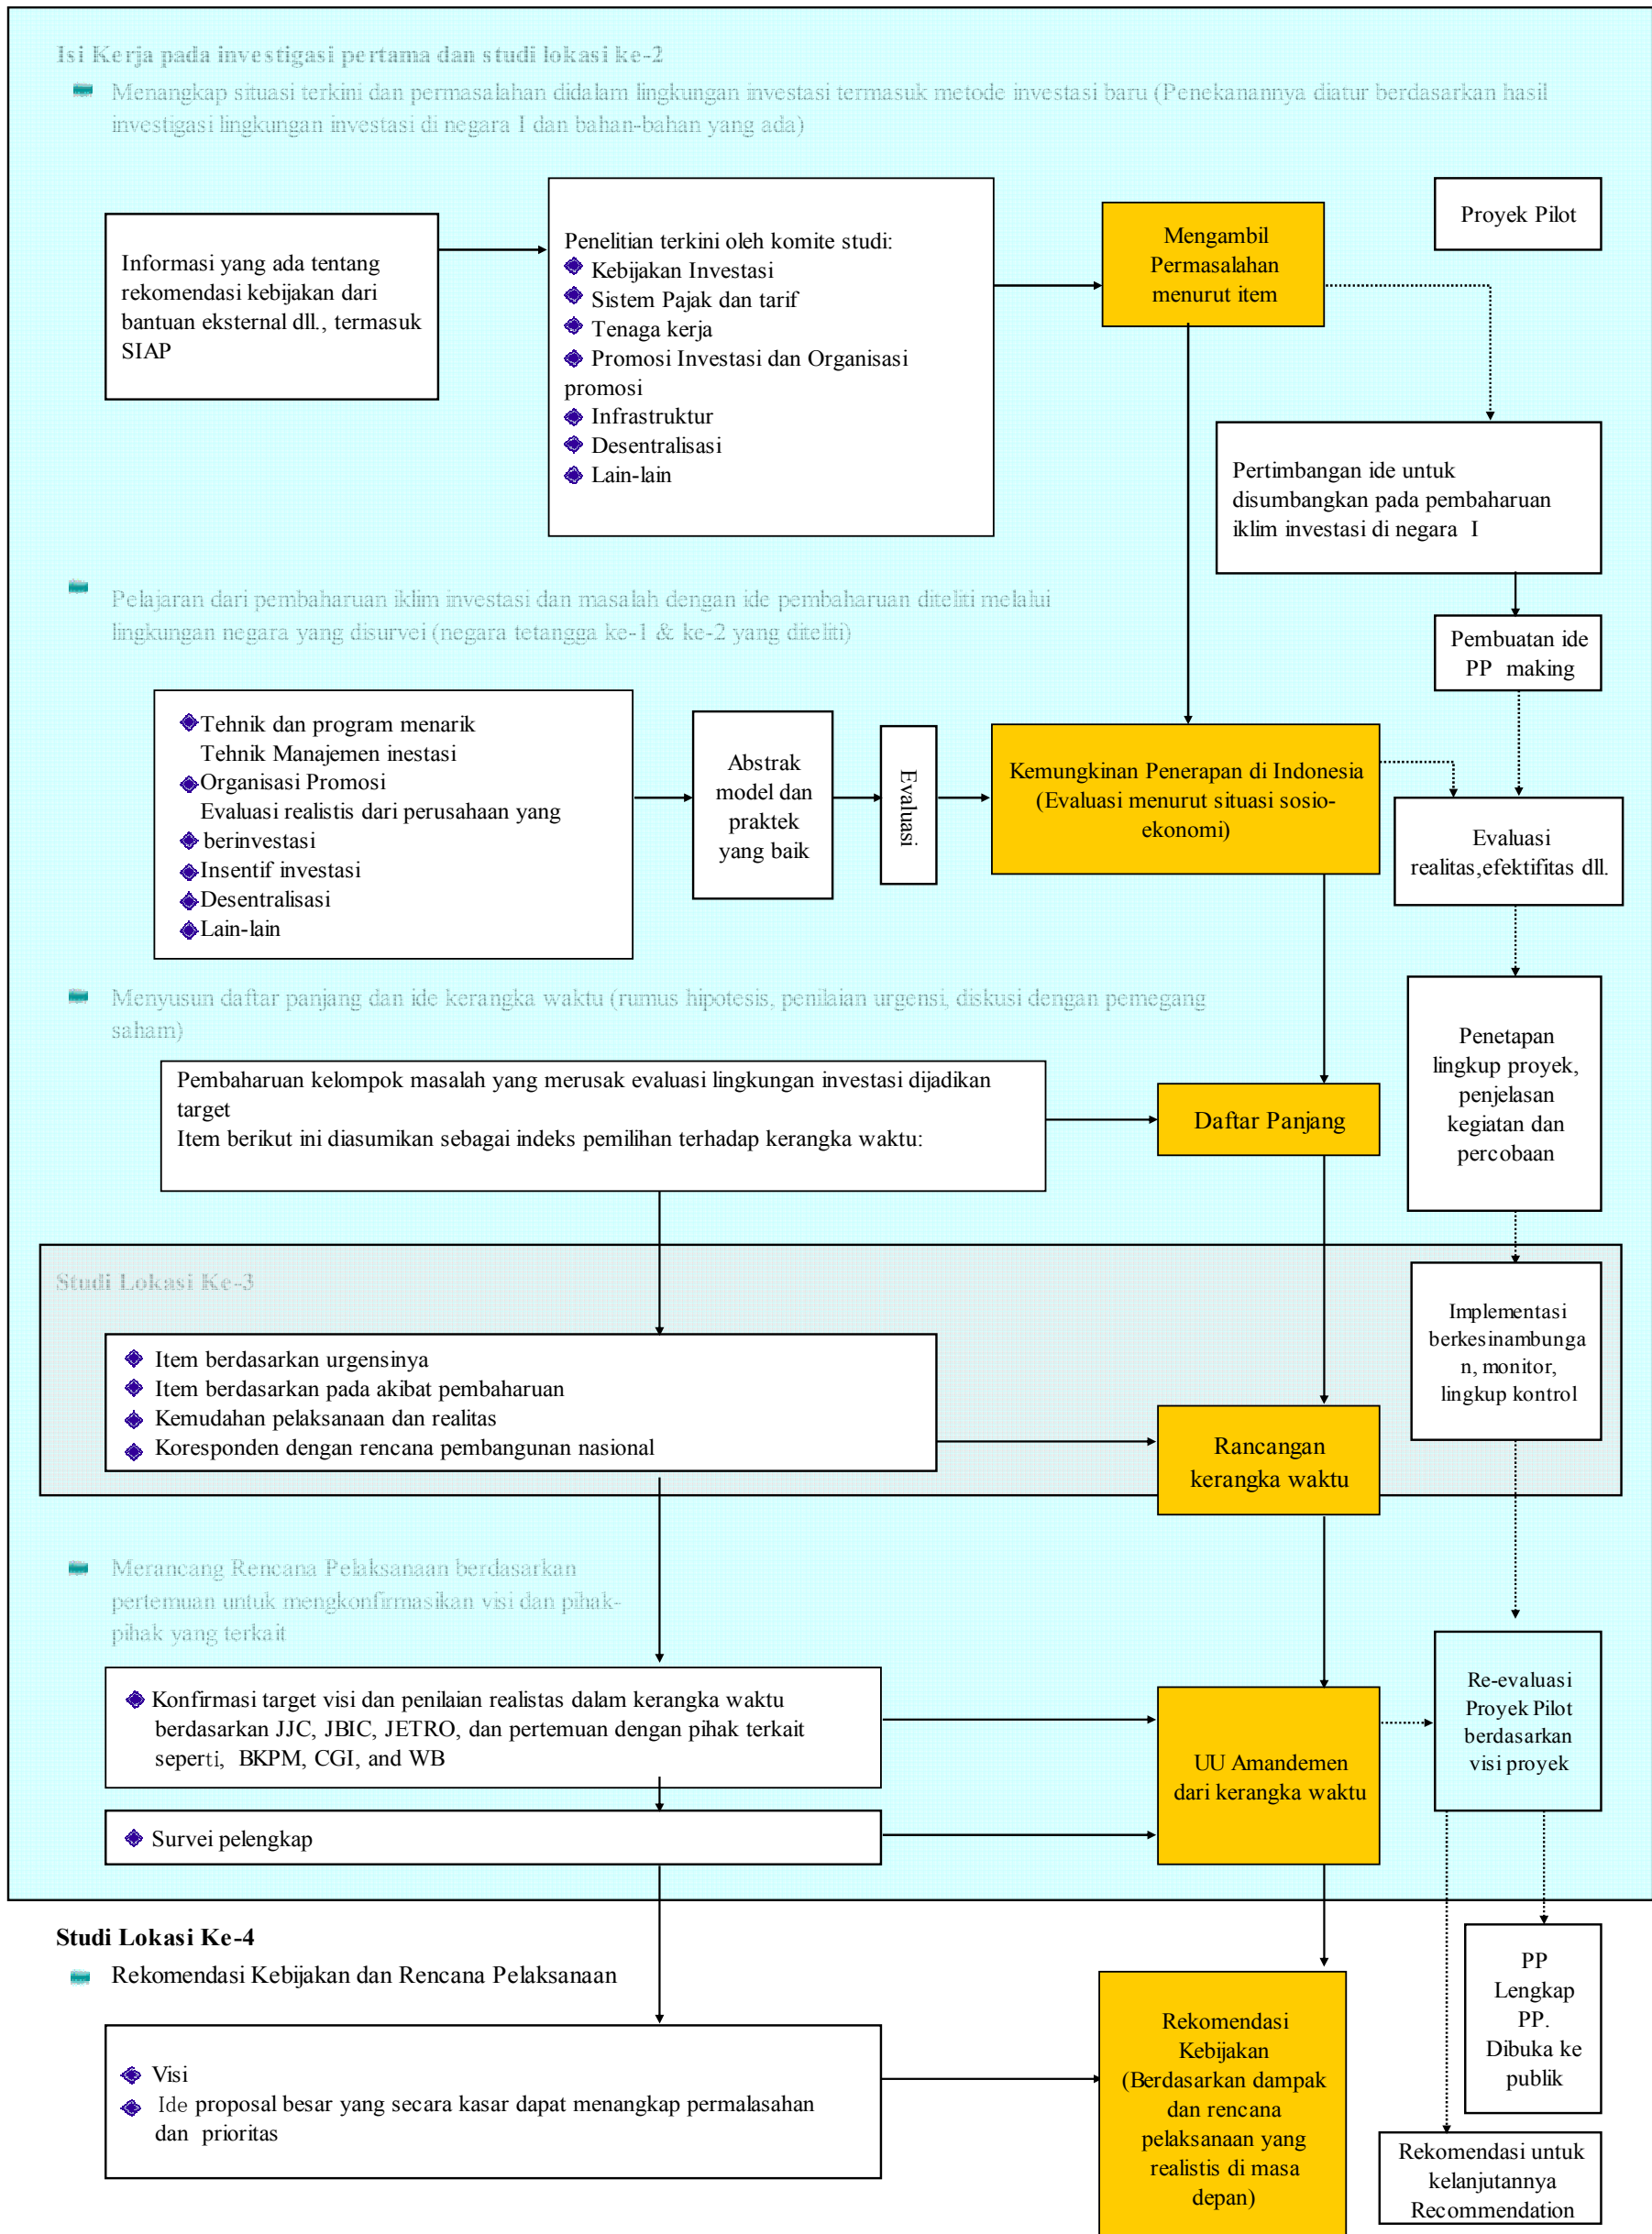 Isi Kerja pada investigasi pertama dan studi lokasi ke-2
Menangkap situasi terkini dan permasalahan didalam lingkungan investasi termasuk metode investasi baru (Penekanannya diatur berdasarkan hasil
investigasi lingkungan investasi di negara I dan bahan-bahan yang ada)
Informasi yang ada tentang
rekomendasi kebijakan dari
bantuan eksternal dll., termasuk
SIAP
Penelitian terkini oleh komite studi:
Kebijakan Investasi
Sistem Pajak dan tarif
Tenaga kerja
Promosi Investasi dan Organisasi
promosi
Infrastruktur
Desentralisasi
Lain-lain
Mengambil
Permasalahan
menurut item
Proyek Pilot
Pertimbangan ide untuk
disumbangkan pada pembaharuan
iklim investasi di negara I
Pelajaran dari pembaharuan iklim investasi dan masalah dengan ide pembaharuan diteliti melalui
lingkungan negara yang disurvei (negara tetangga ke-1 & ke-2 yang diteliti)
Pembuatan ide
PP making
Tehnik dan program menarik
Tehnik Manajemen inestasi
Organisasi Promosi
Evaluasi realistis dari perusahaan yang
berinvestasi
Insentif investasi
Desentralisasi
Lain-lain
Abstrak
model dan
praktek
yang baik
Evaluasi
Kemungkinan Penerapan di Indonesia
(Evaluasi menurut situasi sosio-
ekonomi)
Evaluasi
realitas,efektifitas dll.
Menyusun daftar panjang dan ide kerangka waktu (rumus hipotesis, penilaian urgensi, diskusi dengan pemegang
saham)
Pembaharuan kelompok masalah yang merusak evaluasi lingkungan investasi dijadikan
target
Item berikut ini diasumikan sebagai indeks pemilihan terhadap kerangka waktu:
Daftar Panjang
Penetapan
lingkup proyek,
penjelasan
kegiatan dan
percobaan
Studi Lokasi Ke-3
Item berdasarkan urgensinya
Item berdasarkan pada akibat pembaharuan
Kemudahan pelaksanaan dan realitas
Koresponden dengan rencana pembangunan nasional
Rancangan
kerangka waktu
Implementasi
berkesinambunga
n, monitor,
lingkup kontrol
Merancang Rencana Pelaksanaan berdasarkan
pertemuan untuk mengkonfirmasikan visi dan pihak-
pihak yang terkait
Konfirmasi target visi dan penilaian realistas dalam kerangka waktu
berdasarkan JJC, JBIC, JETRO, dan pertemuan dengan pihak terkait
seperti, BKPM, CGI, and WB
Survei pelengkap
UU Amandemen
dari kerangka waktu
Re-evaluasi
Proyek Pilot
berdasarkan
visi proyek
Studi Lokasi Ke-4
Rekomendasi Kebijakan dan Rencana Pelaksanaan
Visi
Ide proposal besar yang secara kasar dapat menangkap permalasahan
dan prioritas
Rekomendasi
Kebijakan
(Berdasarkan dampak
dan rencana
pelaksanaan yang
realistis di masa
depan)
PP
Lengkap
PP.
Dibuka ke
publik
Rekomendasi untuk
kelanjutannya
Recommendation